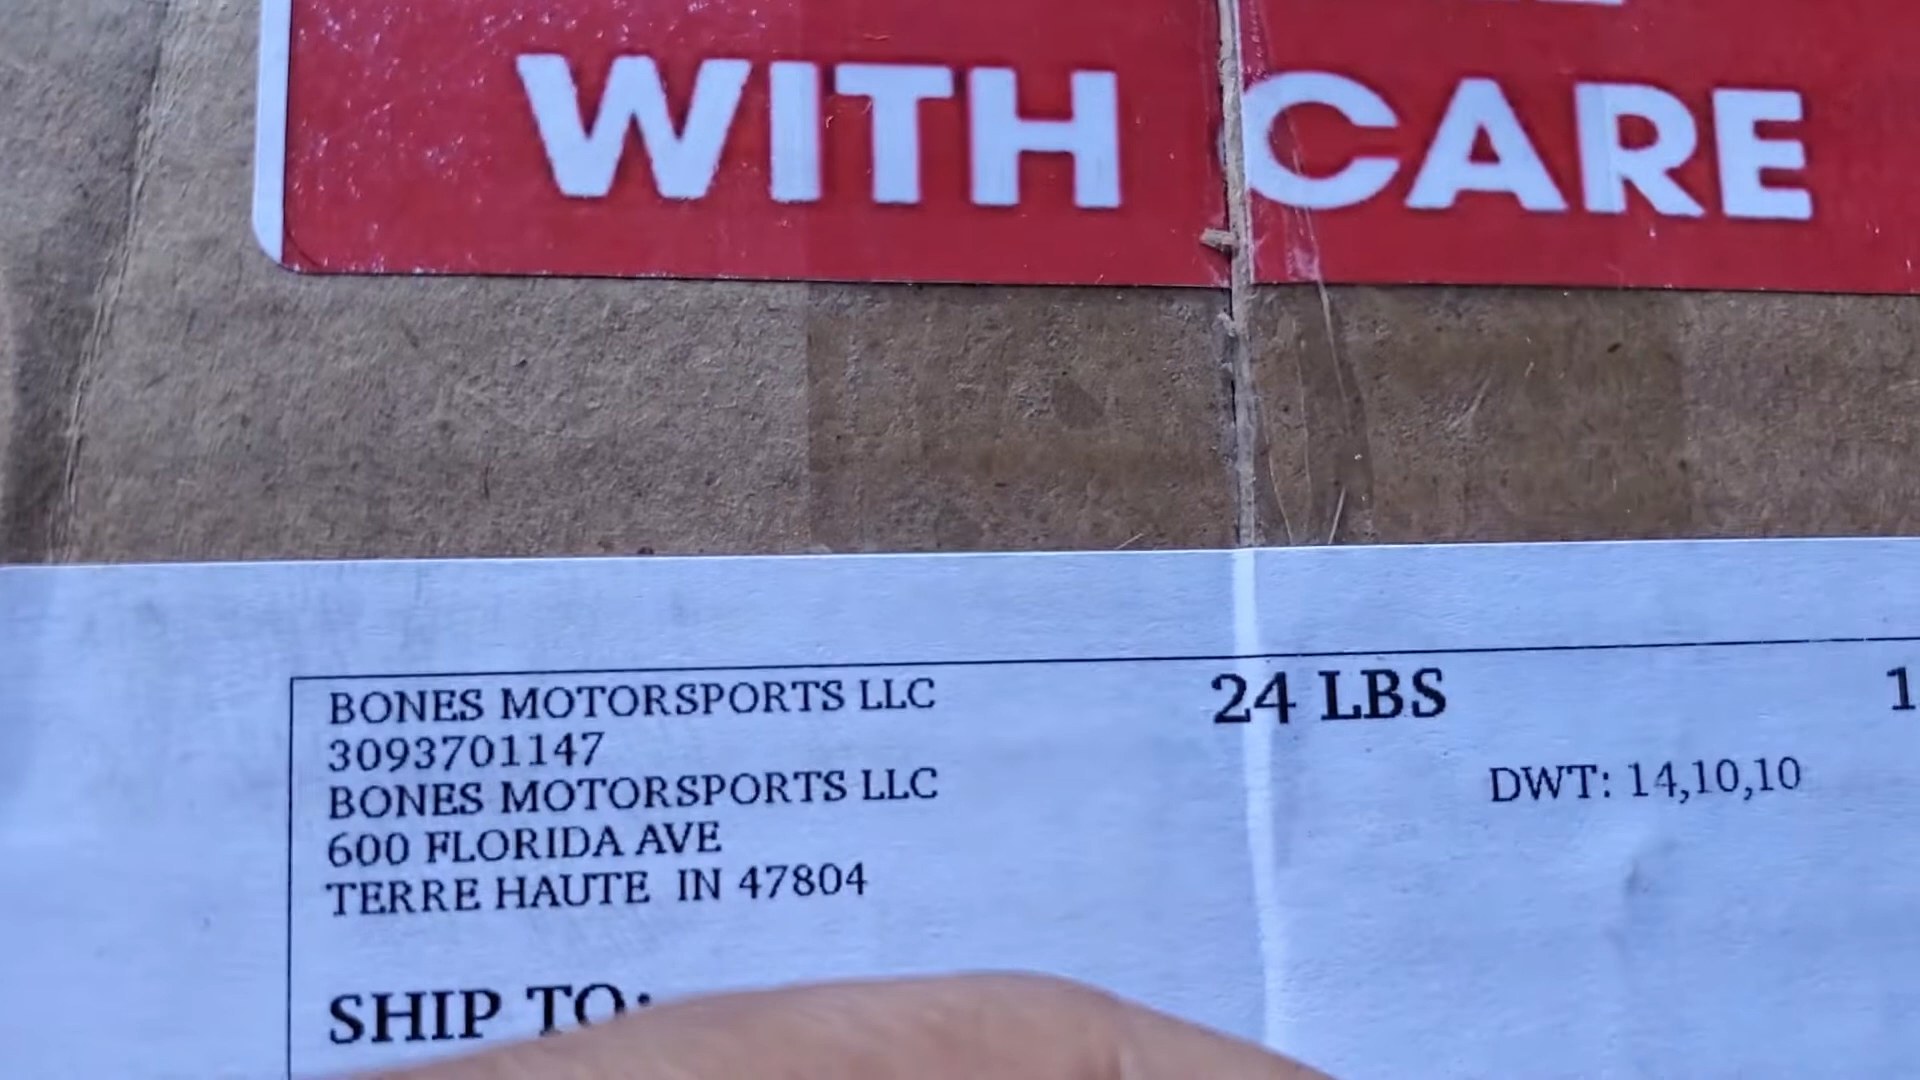 WITH CARE
BONES MOTORSPORTS LLC
3093701147
BONES MOTORSPORTS LLC
600 FLORIDA AVE
TERRE HAUTE IN 47804
24 LBS
1
DWT: 14,10,10
SHIP TO: